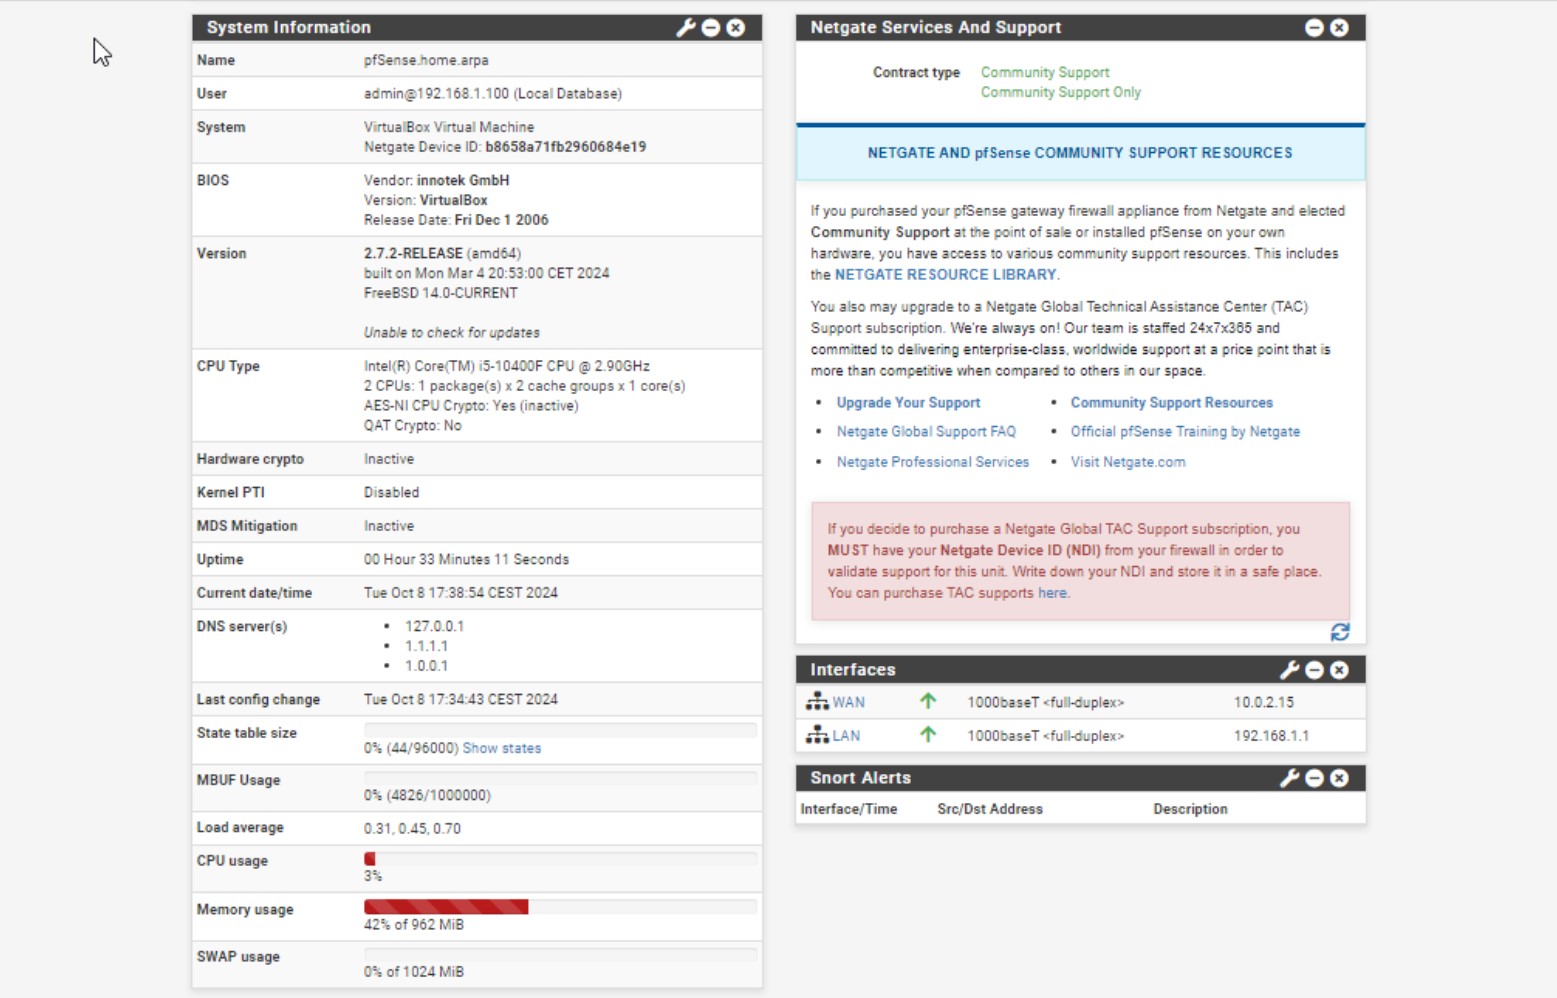 System Information
Name pfSense.home.arpa
User admin@192.168.1.100 (Local Database)
System VirtualBox Virtual Machine
Netgate Device ID: b8658a71fb2960684e19
BIOS Vendor: innotek GmbH
Version: VirtualBox
Release Date: Fri Dec 1 2006
Version 2.7.2-RELEASE (amd64)
built on Mon Mar 4 20:53:00 CET 2024
FreeBSD 14.0-CURRENT
Unable to check for updates
CPU Type Intel(R) Core(TM) i5-10400F CPU @ 2.90GHz
2 CPUs: 1 package(s) x 2 cache groups x 1 core(s)
AES-NI CPU Crypto: Yes (inactive)
QAT Crypto: No
Hardware crypto Inactive
Kernel PTI Disabled
MDS Mitigation Inactive
Uptime 00 Hour 33 Minutes 11 Seconds
Current date/time Tue Oct 8 17:38:54 CEST 2024
DNS server(s) • 127.0.0.1
• 1.1.1.1
• 1.0.0.1
Last config change Tue Oct 8 17:34:43 CEST 2024
State table size
0% (44/96000) Show states
MBUF Usage
0% (4826/1000000)
Load average 0.31, 0.45, 0.70
CPU usage
3%
Memory usage
42% of 962 MiB
SWAP usage
0% of 1024 MiB
Netgate Services And Support
Contract type Community Support
Community Support Only
NETGATE AND pfSense COMMUNITY SUPPORT RESOURCES
If you purchased your pfSense gateway firewall appliance from Netgate and elected
Community Support at the point of sale or installed pfSense on your own
hardware, you have access to various community support resources. This includes
the NETGATE RESOURCE LIBRARY.
You also may upgrade to a Netgate Global Technical Assistance Center (TAC)
Support subscription. We're always on! Our team is staffed 24x7x365 and
committed to delivering enterprise-class, worldwide support at a price point that is
more than competitive when compared to others in our space.
• Upgrade Your Support • Community Support Resources
• Netgate Global Support FAQ • Official pfSense Training by Netgate
• Netgate Professional Services • Visit Netgate.com
If you decide to purchase a Netgate Global TAC Support subscription, you
MUST have your Netgate Device ID (NDI) from your firewall in order to
validate support for this unit. Write down your NDI and store it in a safe place.
You can purchase TAC supports here.
Interfaces
WAN 1000baseT <full-duplex> 10.0.2.15
LAN 1000baseT <full-duplex> 192.168.1.1
Snort Alerts
Interface/Time Src/Dst Address Description